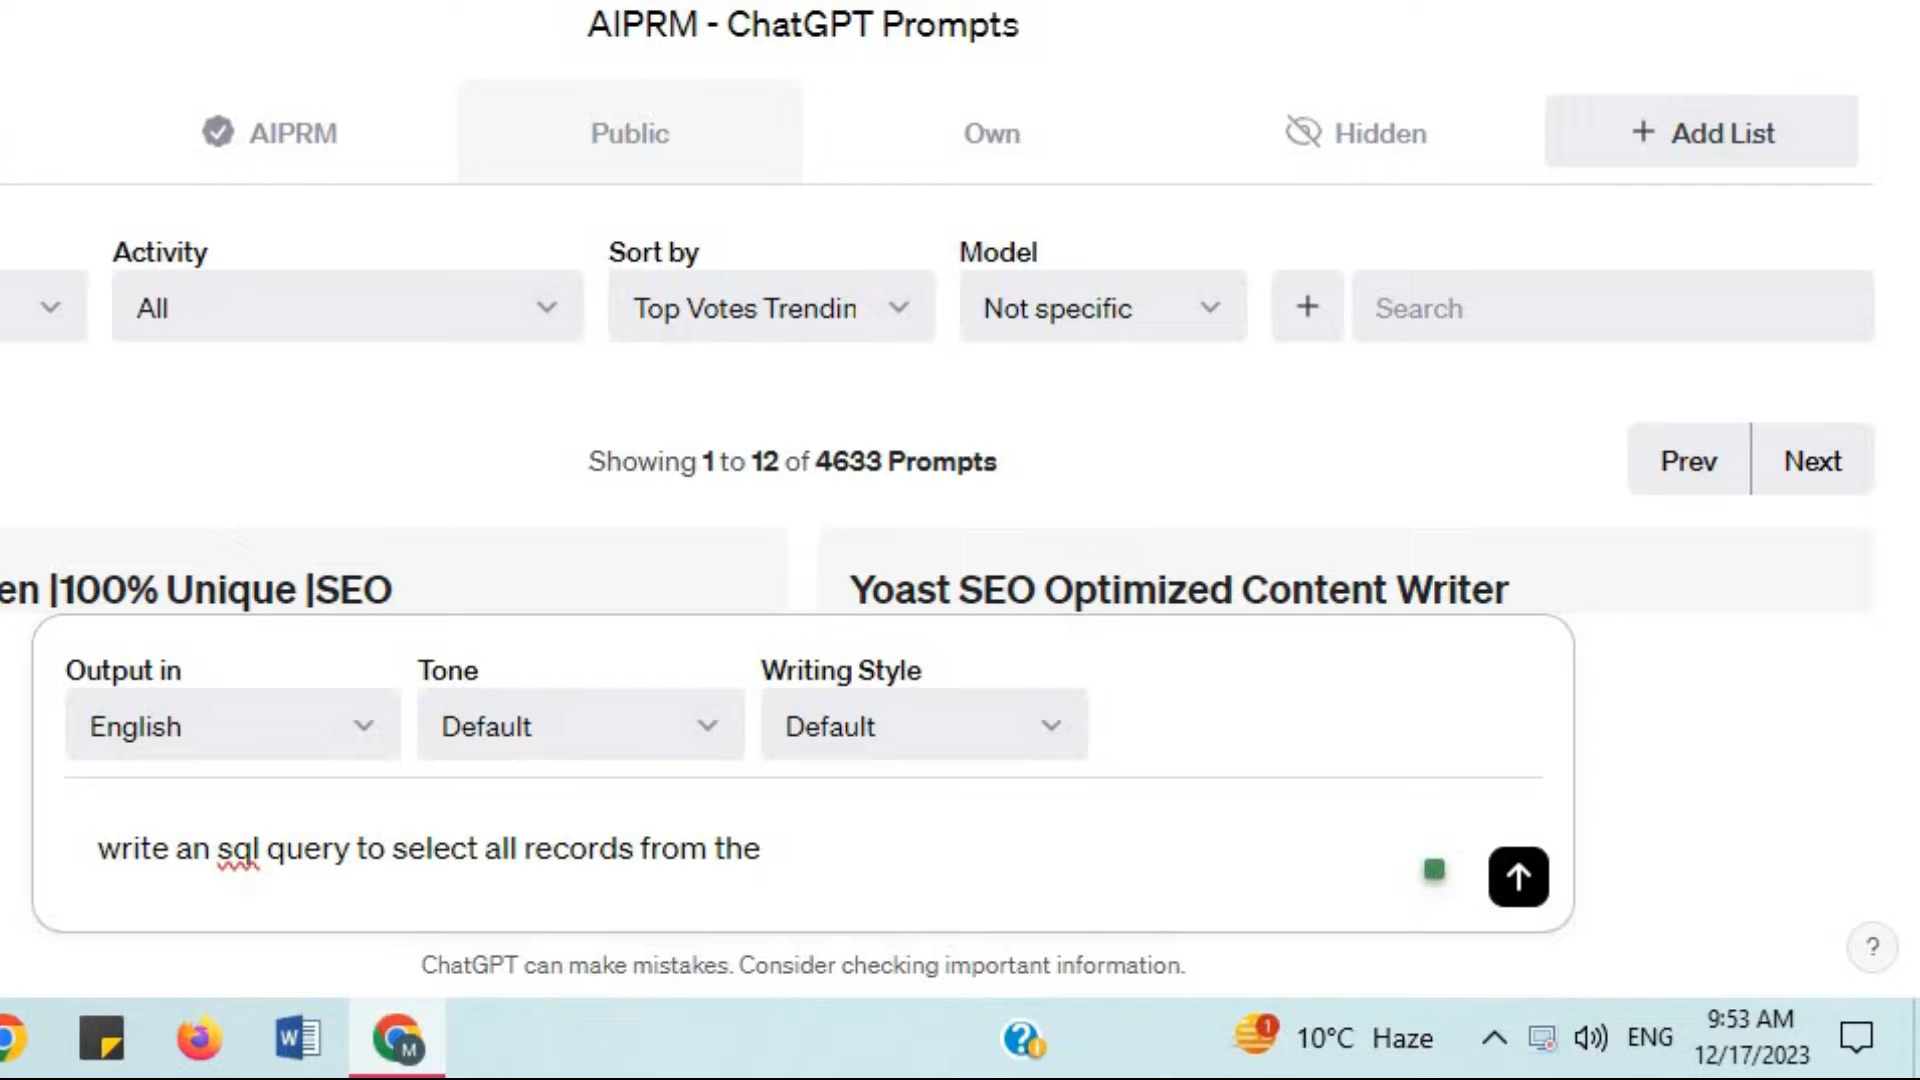 AIPRM - ChatGPT Prompts
AIPRM Public Own Hidden + Add List
Activity Sort by Model
All Top Votes Trendin Not specific + Search
Showing 1 to 12 of 4633 Prompts Prev Next
en |100% Unique |SEO Yoast SEO Optimized Content Writer
Output in Tone Writing Style
English Default Default
write an sql query to select all records from the
ChatGPT can make mistakes. Consider checking important information.
?
W M 1 10°C Haze ENG 9:53 AM
12/17/2023